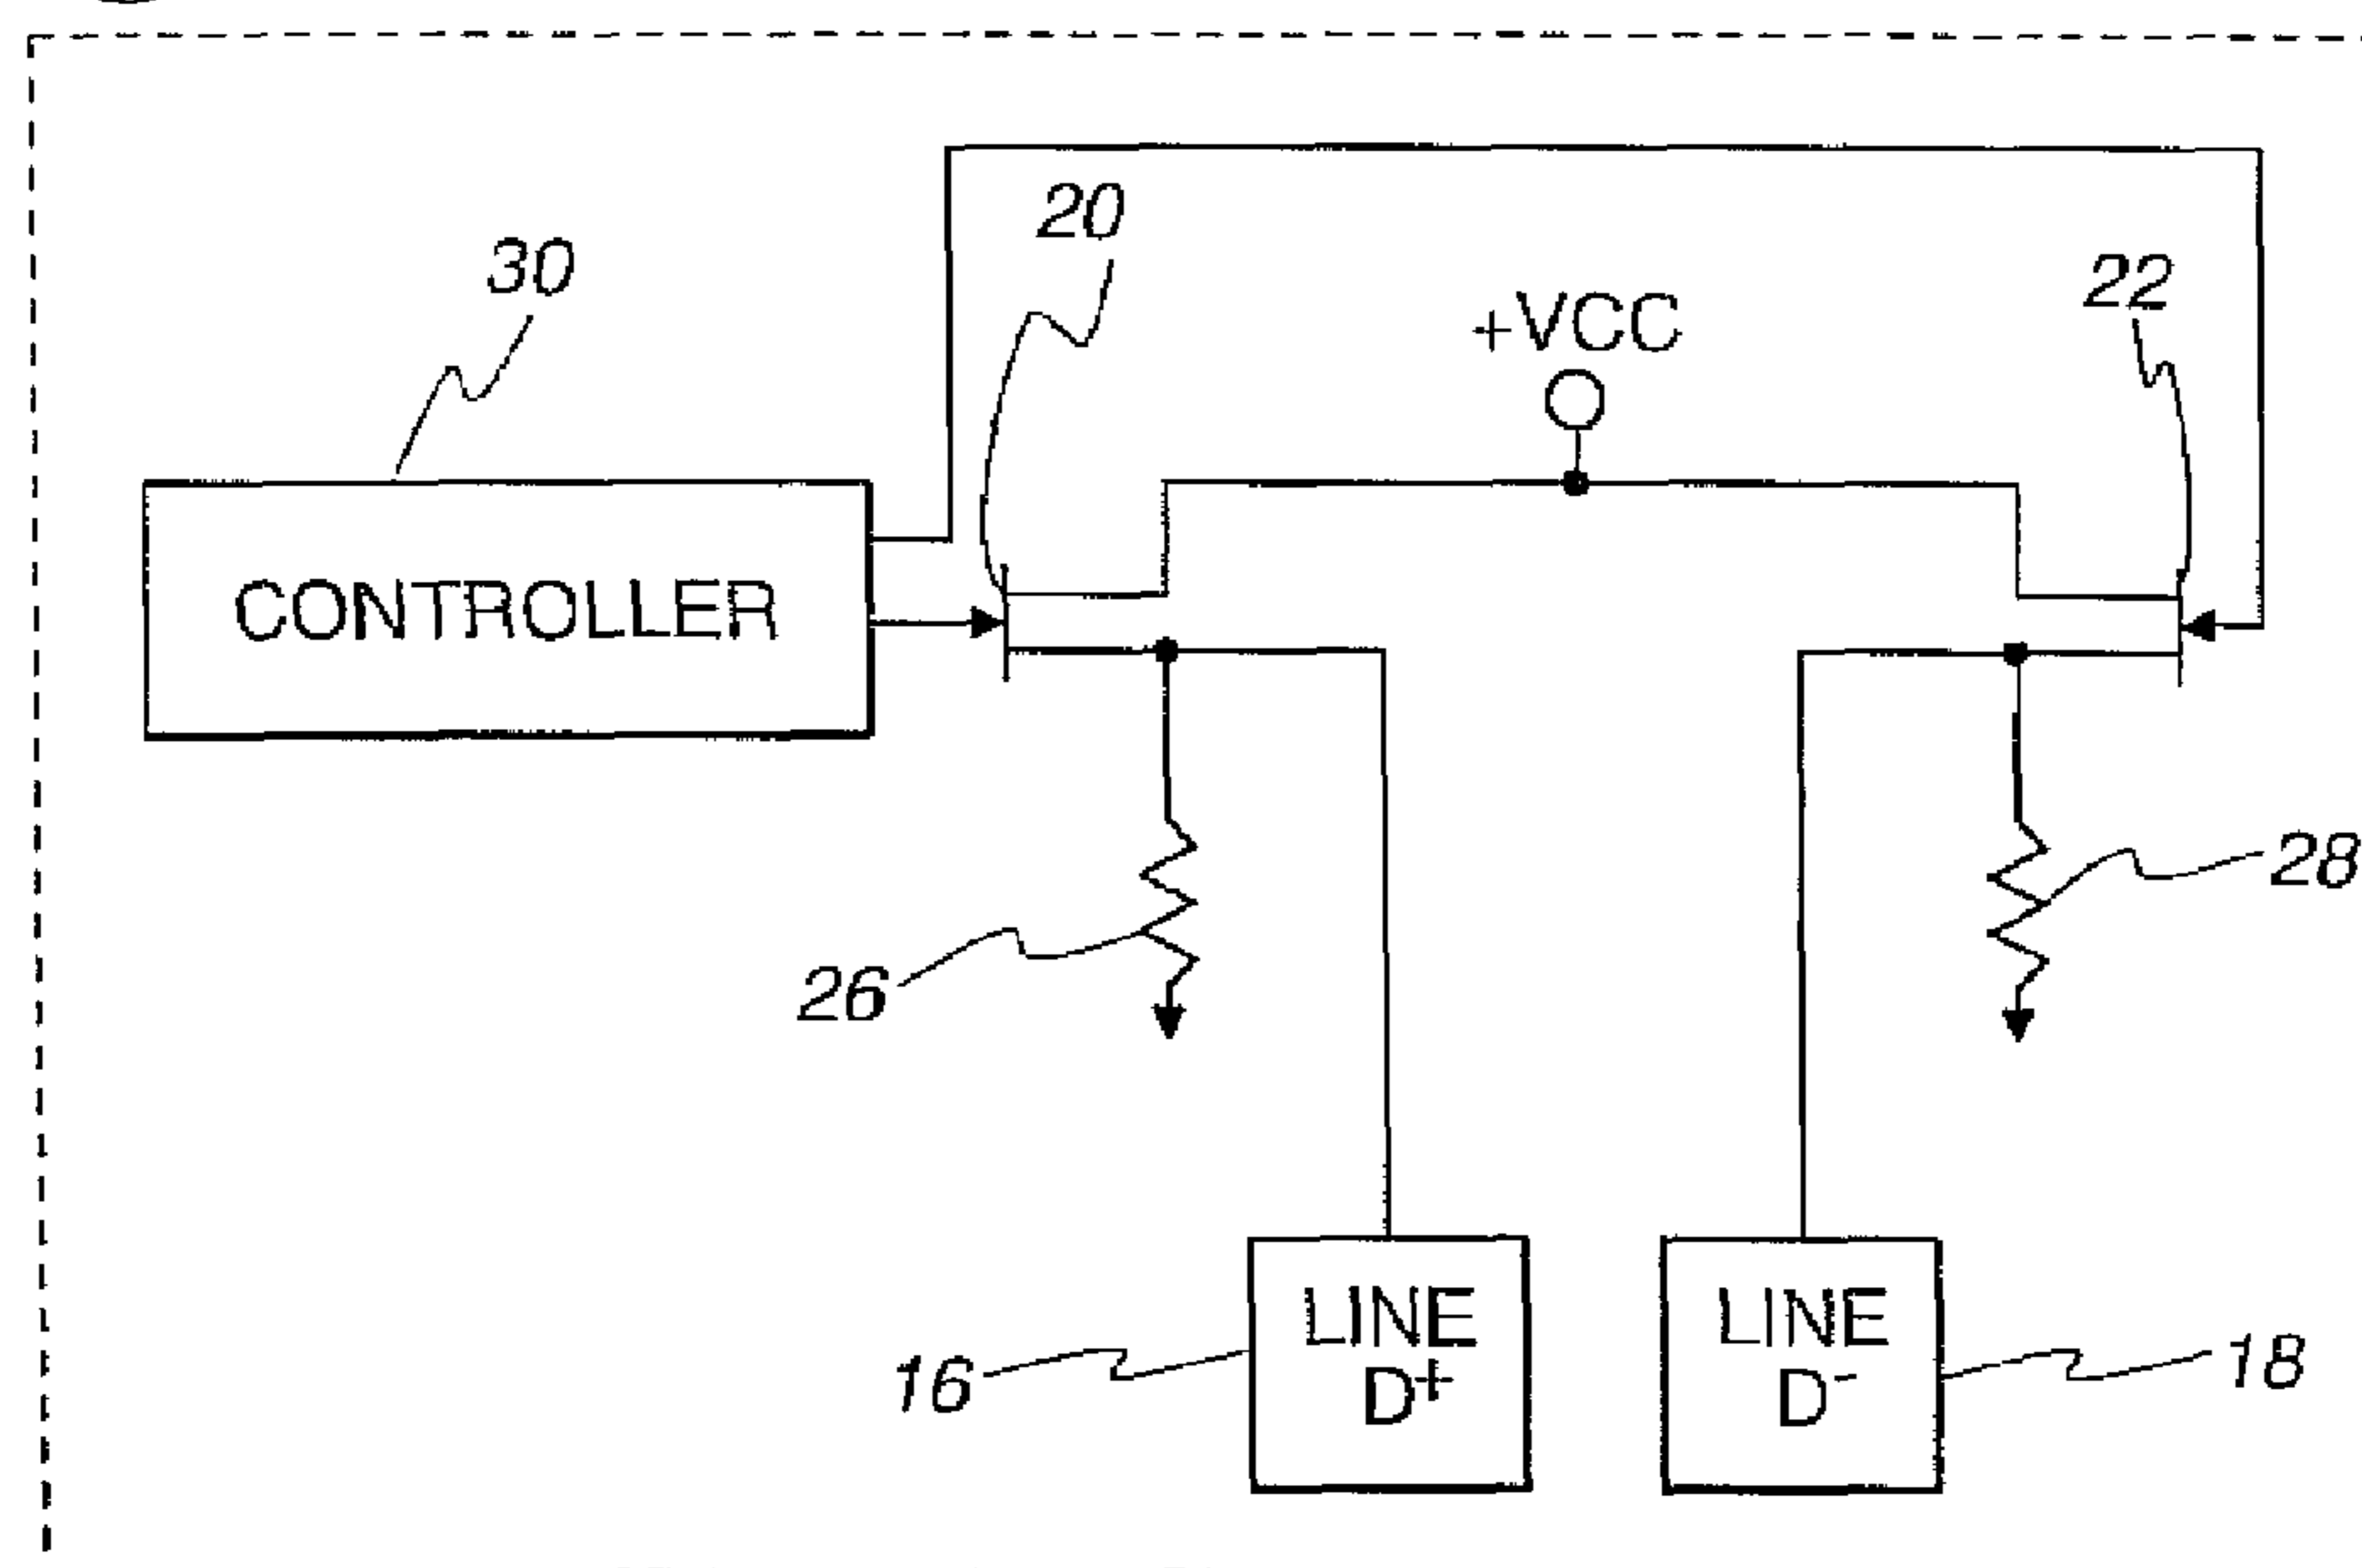 20
30
22
+VCC
CONTROLLER
28
26
LINE
D+
LINE
D-
16
18